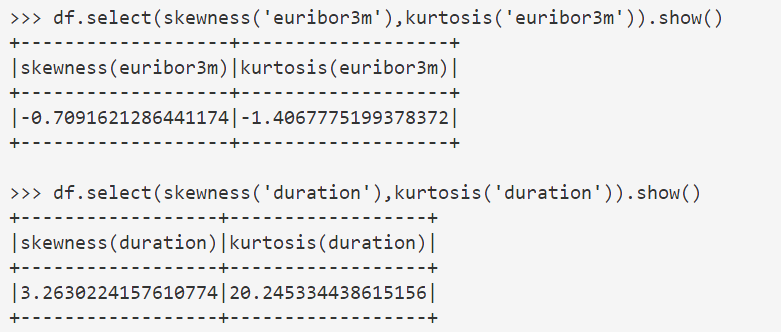 >>> df.select(skewness('euribor3m'),kurtosis('euribor3m')).show()
+-------------------+-------------------+
|skewness(euribor3m)|kurtosis(euribor3m)|
+-------------------+-------------------+
|-0.7091621286441174|-1.4067775199378372|
+-------------------+-------------------+
>>> df.select(skewness('duration'),kurtosis('duration')).show()
+------------------+------------------+
|skewness(duration)|kurtosis(duration)|
+------------------+------------------+
|3.2630224157610774|20.245334438615156|
+------------------+------------------+